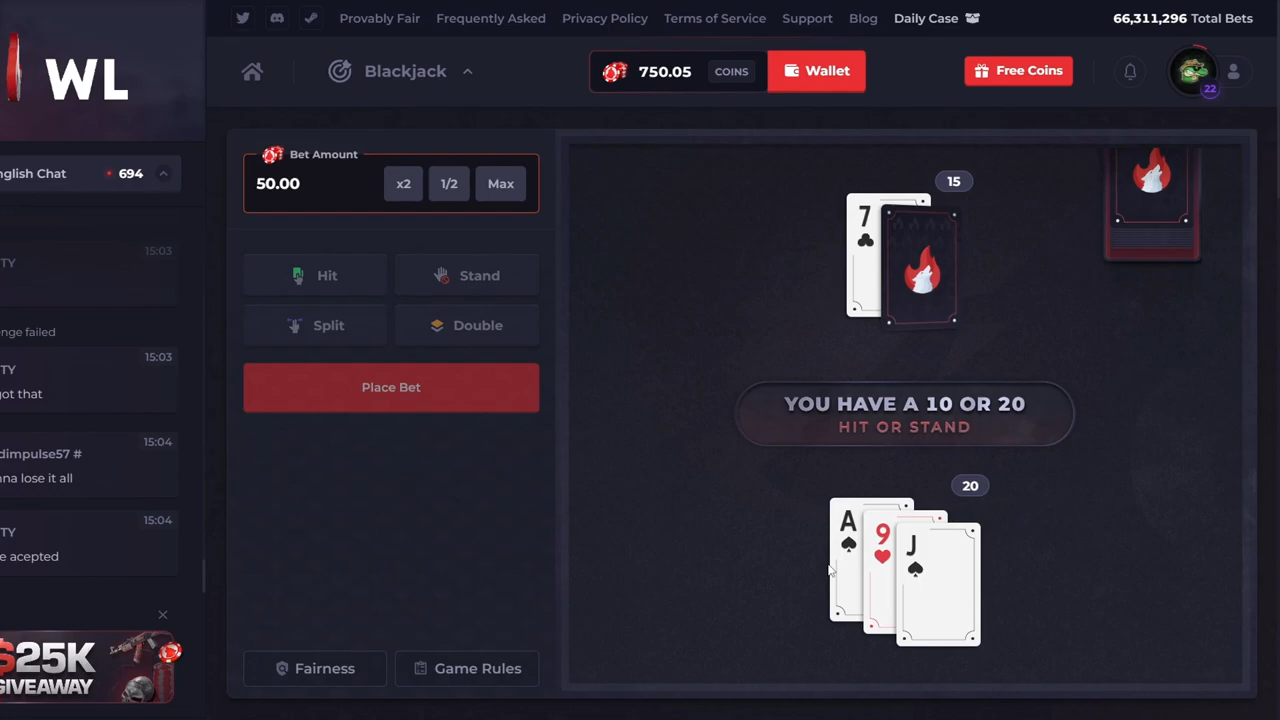 Provably Fair Frequently Asked Privacy Policy Terms of Service Support Blog Daily Case 66,311,296 Total Bets
WL
Blackjack 750.05 COINS Wallet Free Coins
22
nglish Chat 694
TY 15:03
nge failed
TY 15:03
got that
dimpulse57 # 15:04
nna lose it all
TY 15:04
e acepted
$25K
GIVEAWAY
Bet Amount
50.00 x2 1/2 Max
Hit Stand
Split Double
Place Bet
Fairness Game Rules
15
7
YOU HAVE A 10 OR 20
HIT OR STAND
20
A 9 J